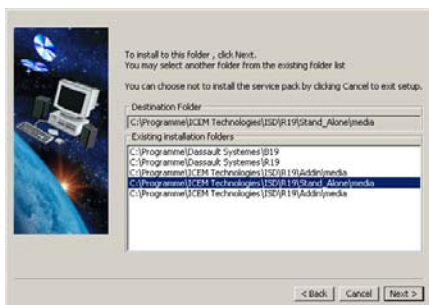 To install to this folder , click Next.
You may select another folder from the existing folder list
You can choose not to install the service pack by clicking Cancel to exit setup.
Destination Folder
C:\Programme\ICEM Technologies\ISD\R19\Stand_Alone\media
Existing installation folders
C:\Programme\Dassault Systemes\B19
C:\Programme\Dassault Systemes\R19
C:\Programme\ICEM Technologies\ISD\R19\Addin\media
C:\Programme\ICEM Technologies\ISD\R19\Stand_Alone\media
C:\Programme\ICEM Technologies\ISD\R19\Addin\media
< Back
Cancel
Next >